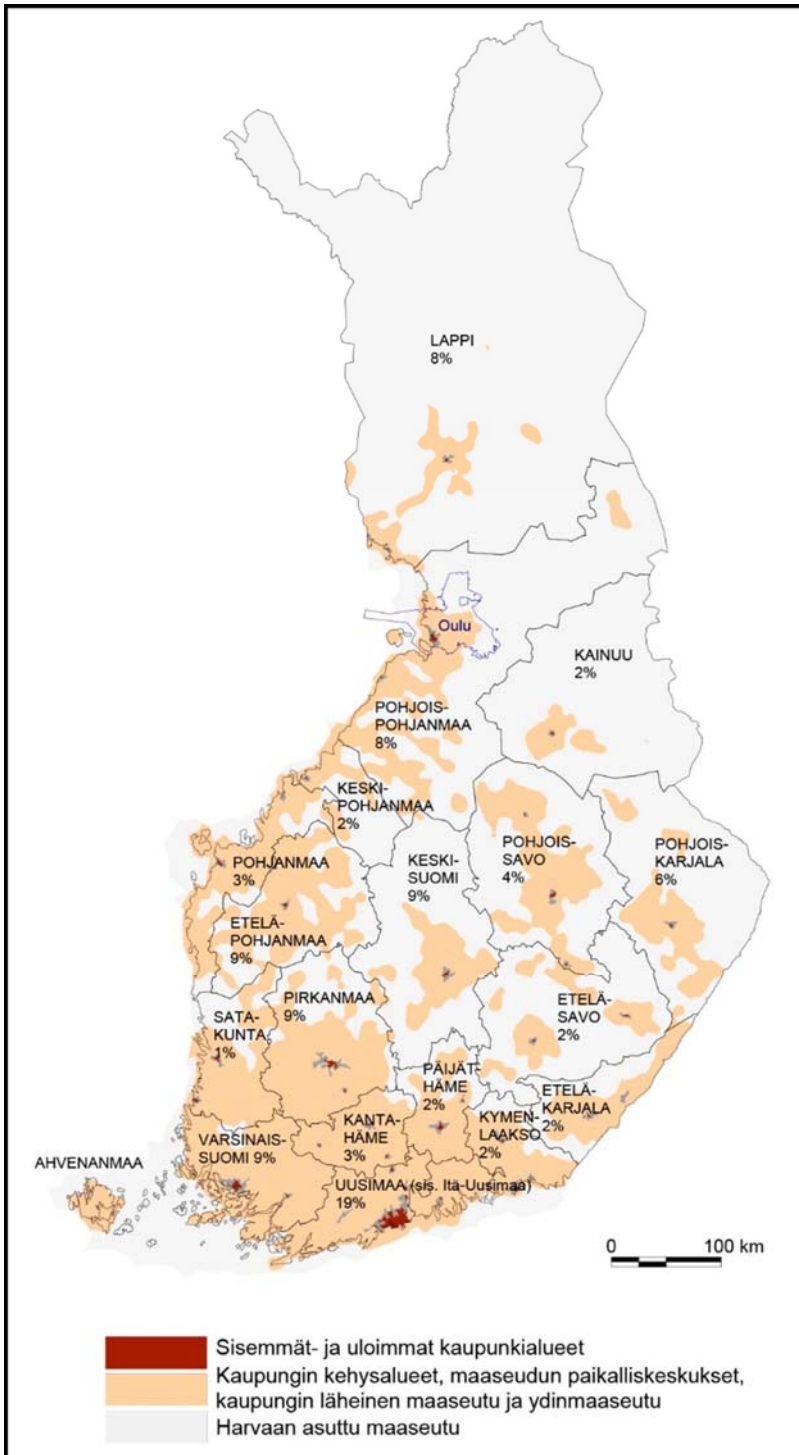 LAPPI
8%
Oulu
KAINUU
2%
POHJOIS-
POHJANMAA
8%
KESKI-
POHJANMAA
2%
POHJANMAA
3%
KESKI-
SUOMI
9%
POHJOIS-
SAVO
4%
POHJOIS-
KARJALA
6%
ETELÄ-
POHJANMAA
9%
PIRKANMAA
9%
ETELÄ-
SAVO
2%
SATA-
KUNTA
1%
PÄIJÄT-
HÄME
2%
ETELÄ-
KARJALA
2%
KANTA-
HÄME
3%
KYMEN-
LAAKSO
2%
VARSINAIS-
SUOMI 9%
AHVENANMAA
UUSIMAA (sis. Itä-Uusimaa)
19%
0 100 km
Sisemmät- ja uloimmat kaupunkialueet
Kaupungin kehysalueet, maaseudun paikalliskeskukset,
kaupungin läheinen maaseutu ja ydinmaaseutu
Harvaan asuttu maaseutu